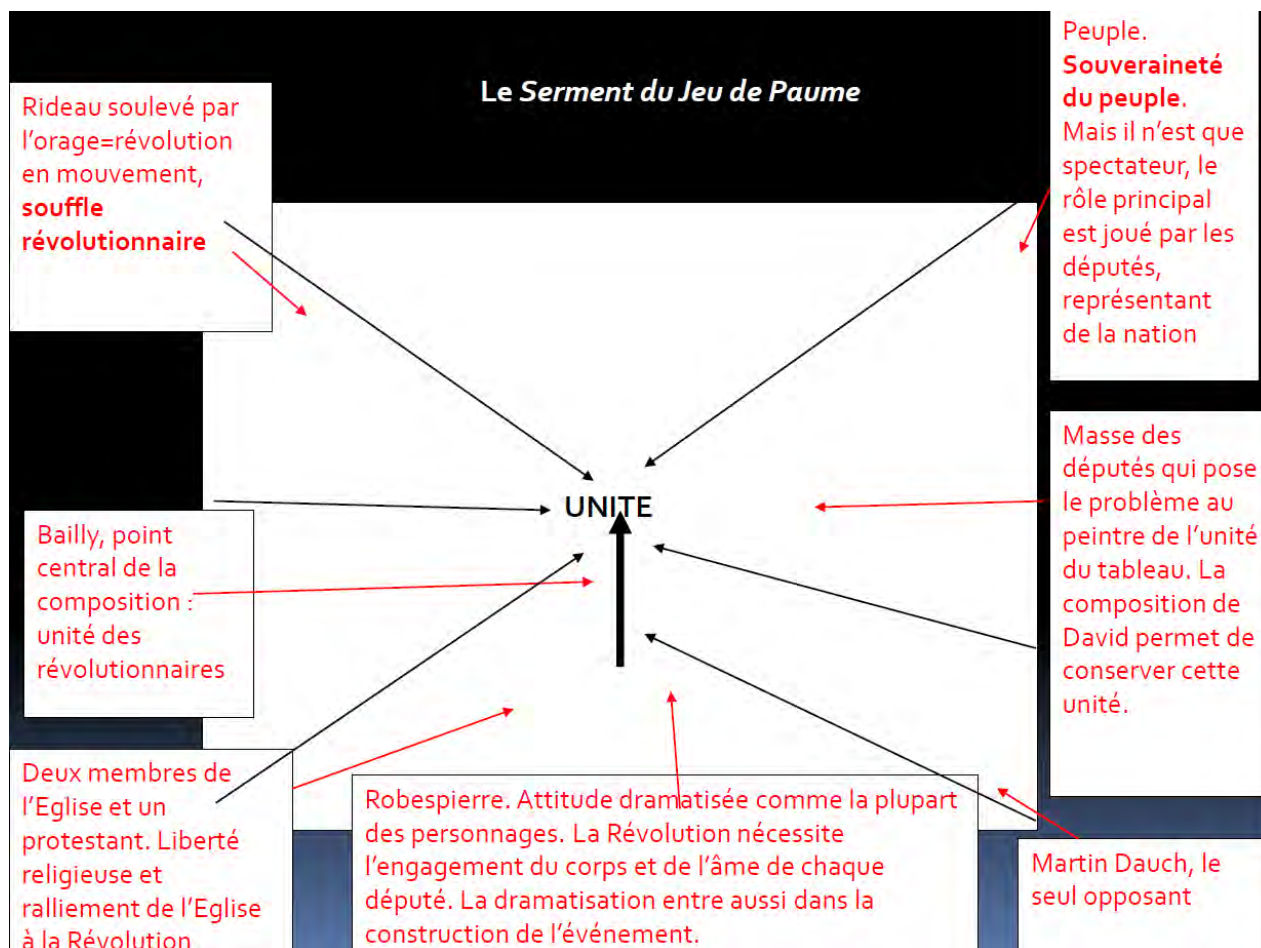 Le Serment du Jeu de Paume
Rideau soulevé par
l'orage=révolution
en mouvement,
souffle
révolutionnaire
Peuple.
Souveraineté
du peuple.
Mais il n'est que
spectateur, le
rôle principal
est joué par les
députés,
représentant
de la nation
UNITE
Bailly, point
central de la
composition :
unité des
révolutionnaires
Masse des
députés qui pose
le problème au
peintre de l'unité
du tableau. La
composition de
David permet de
conserver cette
unité.
Deux membres de
l'Eglise et un
protestant. Liberté
religieuse et
ralliement de l'Eglise
à la Révolution
Robespierre. Attitude dramatisée comme la plupart
des personnages. La Révolution nécessite
l'engagement du corps et de l'âme de chaque
député. La dramatisation entre aussi dans la
construction de l'événement.
Martin Dauch, le
seul opposant